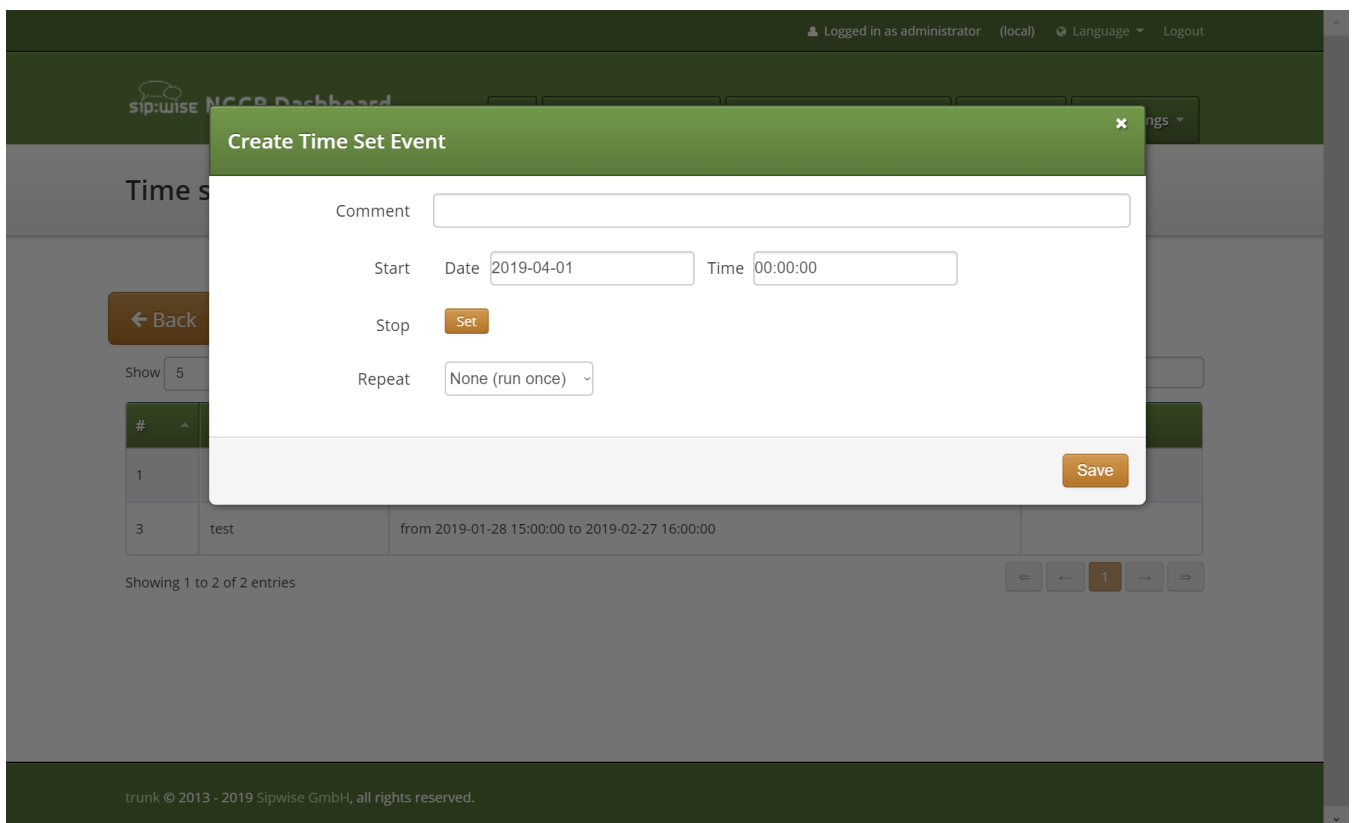 Logged in as administrator (local) Language Logout
sip:wise NGCP Dashboard
ngs
Create Time Set Event
Time s
Comment
Start Date 2019-04-01 Time 00:00:00
Back
Stop Set
Show 5
Repeat None (run once)
#
1
Save
3 test from 2019-01-28 15:00:00 to 2019-02-27 16:00:00
Showing 1 to 2 of 2 entries
1
trunk © 2013 - 2019 Sipwise GmbH, all rights reserved.